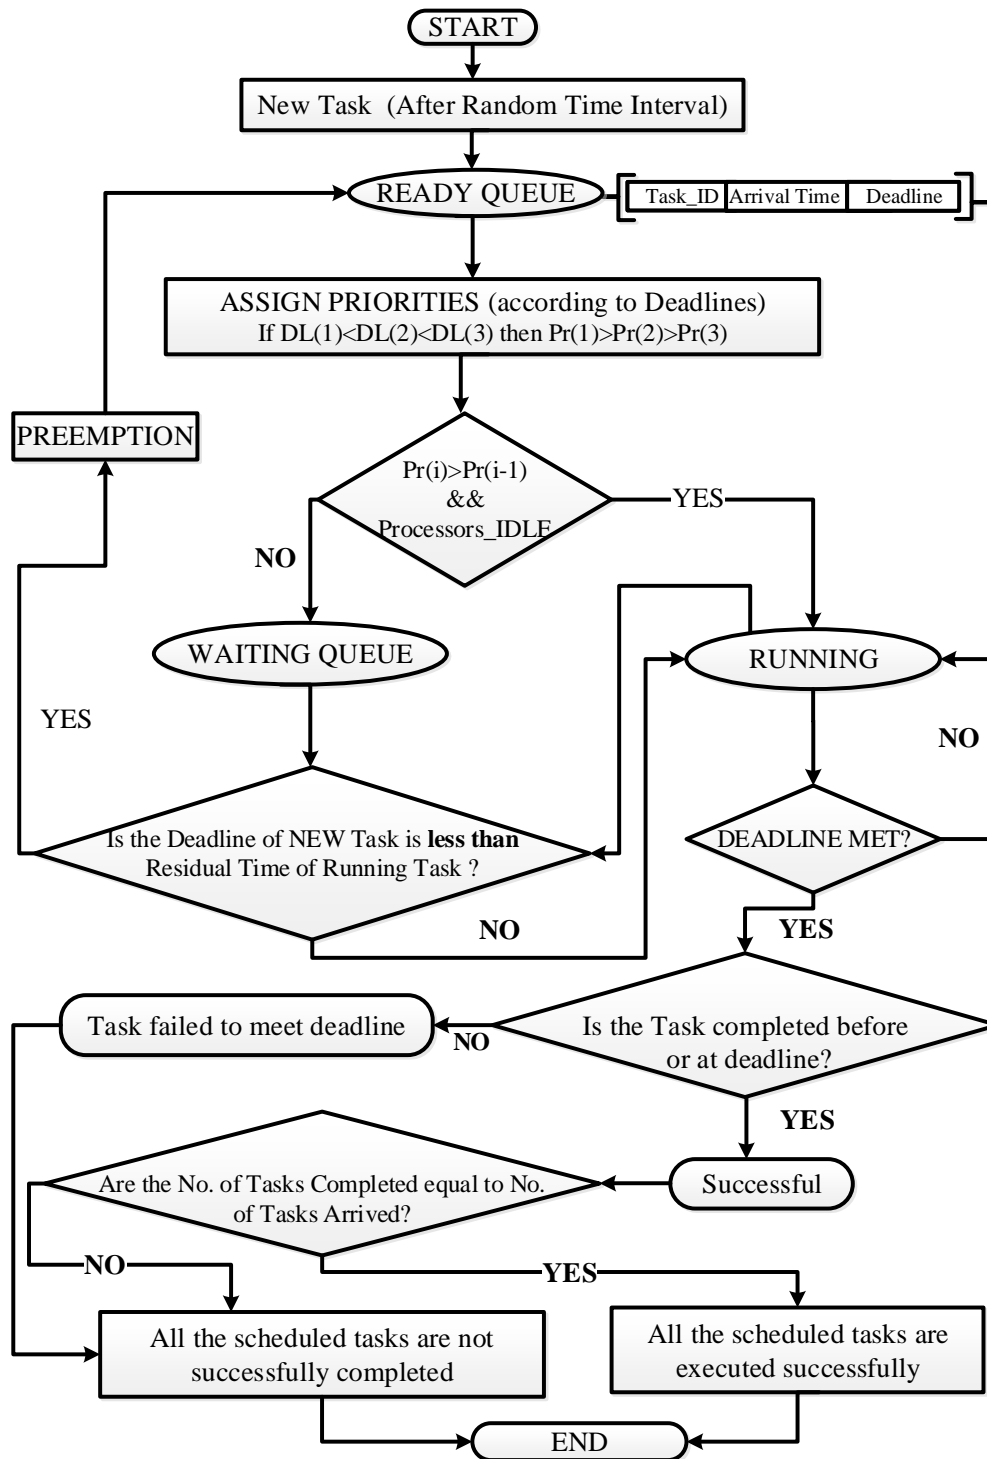 START
New Task (After Random Time Interval)
READY QUEUE
Task_ID Arrival Time Deadline
ASSIGN PRIORITIES (according to Deadlines)
If DL(1)<DL(2)<DL(3) then Pr(1)>Pr(2)>Pr(3)
PREEMPTION
Pr(i)>Pr(i-1)
&&
Processors_IDLE
YES
NO
WAITING QUEUE
RUNNING
YES
NO
Is the Deadline of NEW Task is less than
Residual Time of Running Task ?
DEADLINE MET?
NO
YES
Task failed to meet deadline
NO
Is the Task completed before
or at deadline?
YES
Are the No. of Tasks Completed equal to No.
of Tasks Arrived?
Successful
NO
YES
All the scheduled tasks are not
successfully completed
All the scheduled tasks are
executed successfully
END